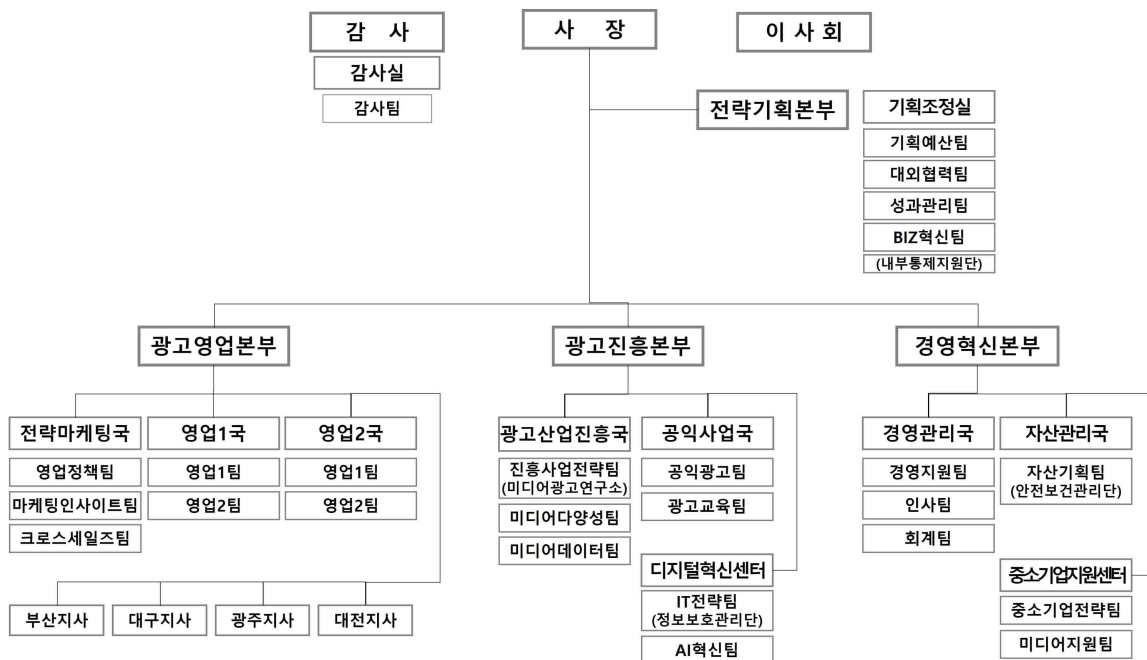 감 사
사 장
이 사 회
감사실
감사팀
전략기획본부
기획조정실
기획예산팀
대외협력팀
성과관리팀
BIZ혁신팀
(내부통제지원단)
광고영업본부
광고진흥본부
경영혁신본부
전략마케팅국
영업1국
영업2국
영업정책팀
영업1팀
영업1팀
마케팅인사이트팀
영업2팀
영업2팀
크로스세일즈팀
부산지사
대구지사
광주지사
대전지사
광고산업진흥국
공익사업국
진흥사업전략팀
(미디어광고연구소)
공익광고팀
미디어다양성팀
광고교육팀
미디어데이터팀
디지털혁신센터
IT전략팀
(정보보호관리단)
AI혁신팀
경영관리국
자산관리국
경영지원팀
자산기획팀
(안전보건관리단)
인사팀
회계팀
중소기업지원센터
중소기업전략팀
미디어지원팀